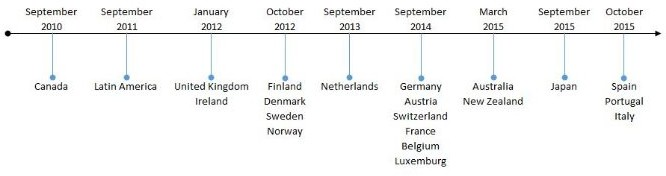 September September January October September September March September October
2010 2011 2012 2012 2013 2014 2015 2015 2015
Canada Latin America United Kingdom Finland Netherlands Germany Australia Japan Spain
Ireland Denmark Austria New Zealand Portugal
Sweden Switzerland Italy
Norway France
Belgium
Luxemburg